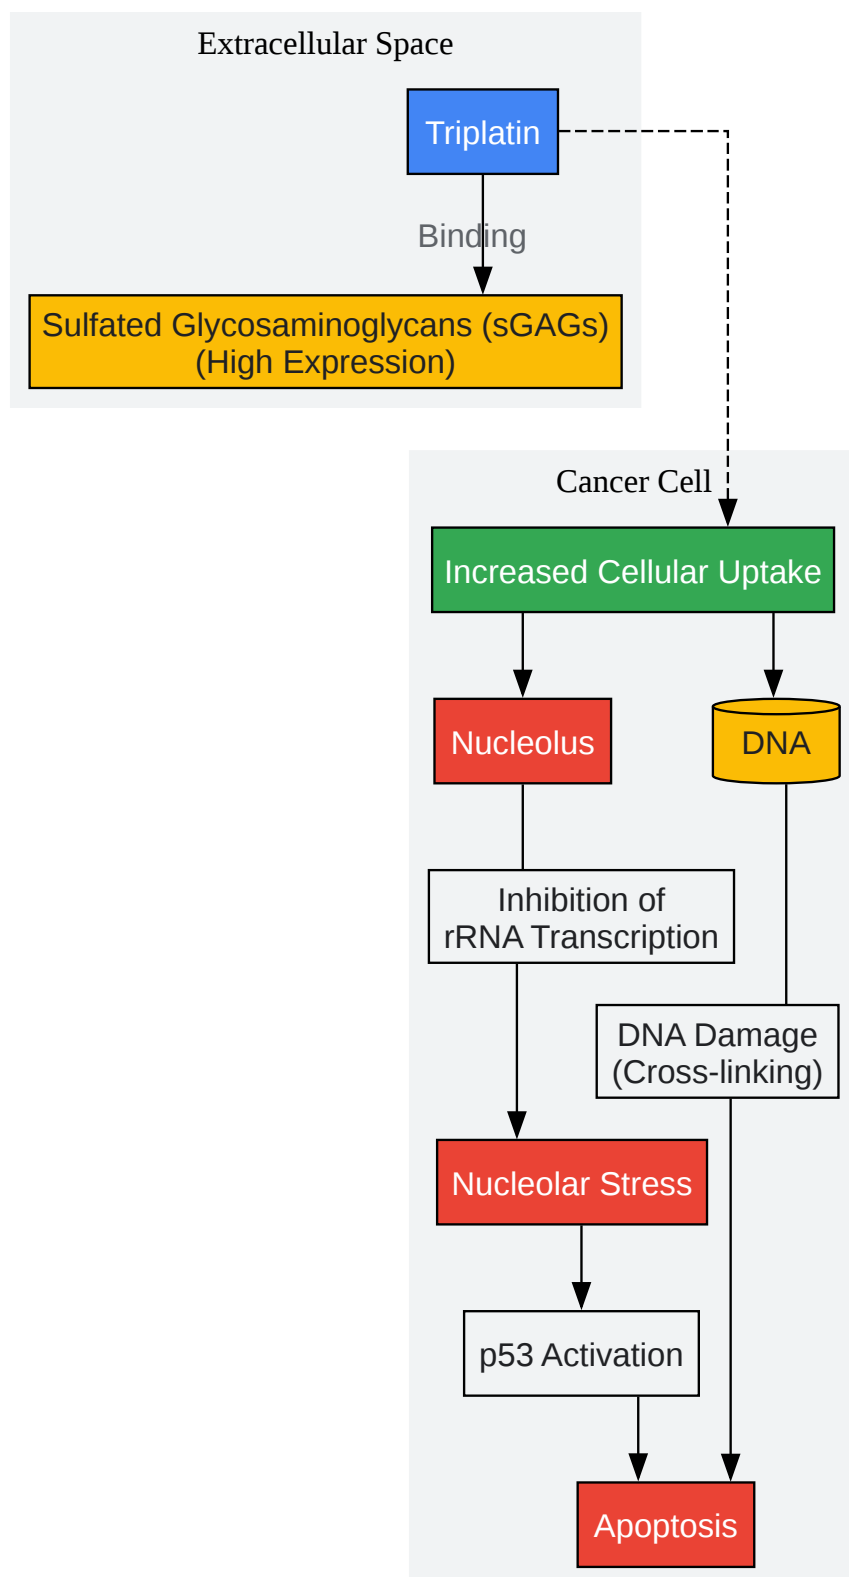 Extracellular Space
Triplatin
Binding
Sulfated Glycosaminoglycans (sGAGs)
(High Expression)
Cancer Cell
Increased Cellular Uptake
Nucleolus
DNA
Inhibition of
rRNA Transcription
DNA Damage
(Cross-linking)
Nucleolar Stress
p53 Activation
Apoptosis